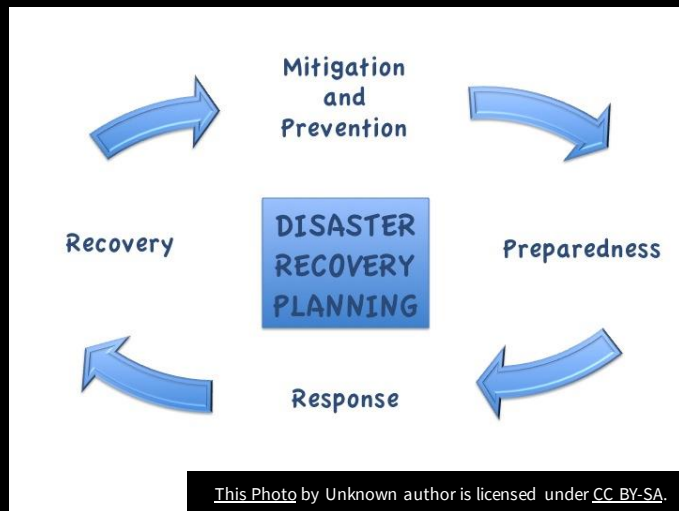 Mitigation
and
Prevention
Recovery
DISASTER
RECOVERY
PLANNING
Preparedness
Response
This Photo by Unknown author is licensed under CC BY-SA.